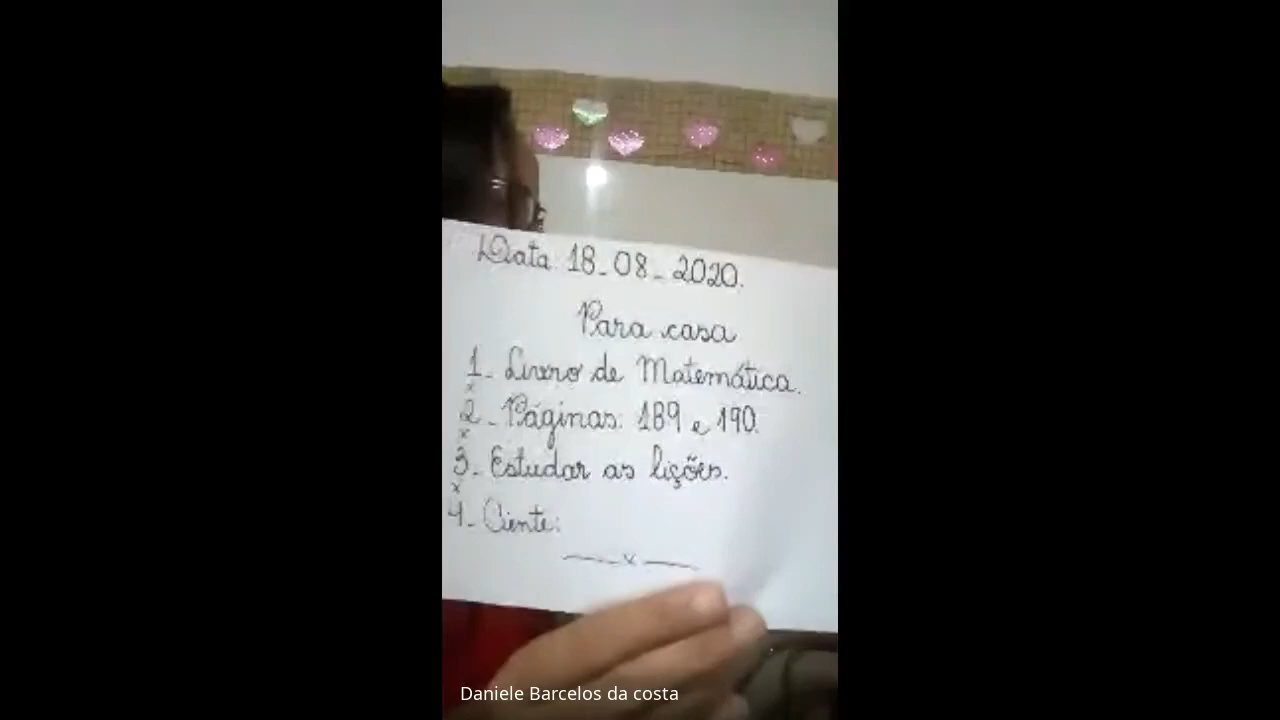 Data: 18-08-2020.
Para casa
1- Livro de Matemática.
x
2- Páginas: 189 e 190.
x
3- Estudar as lições.
x
4- Ciente:
——x——
Daniele Barcelos da costa